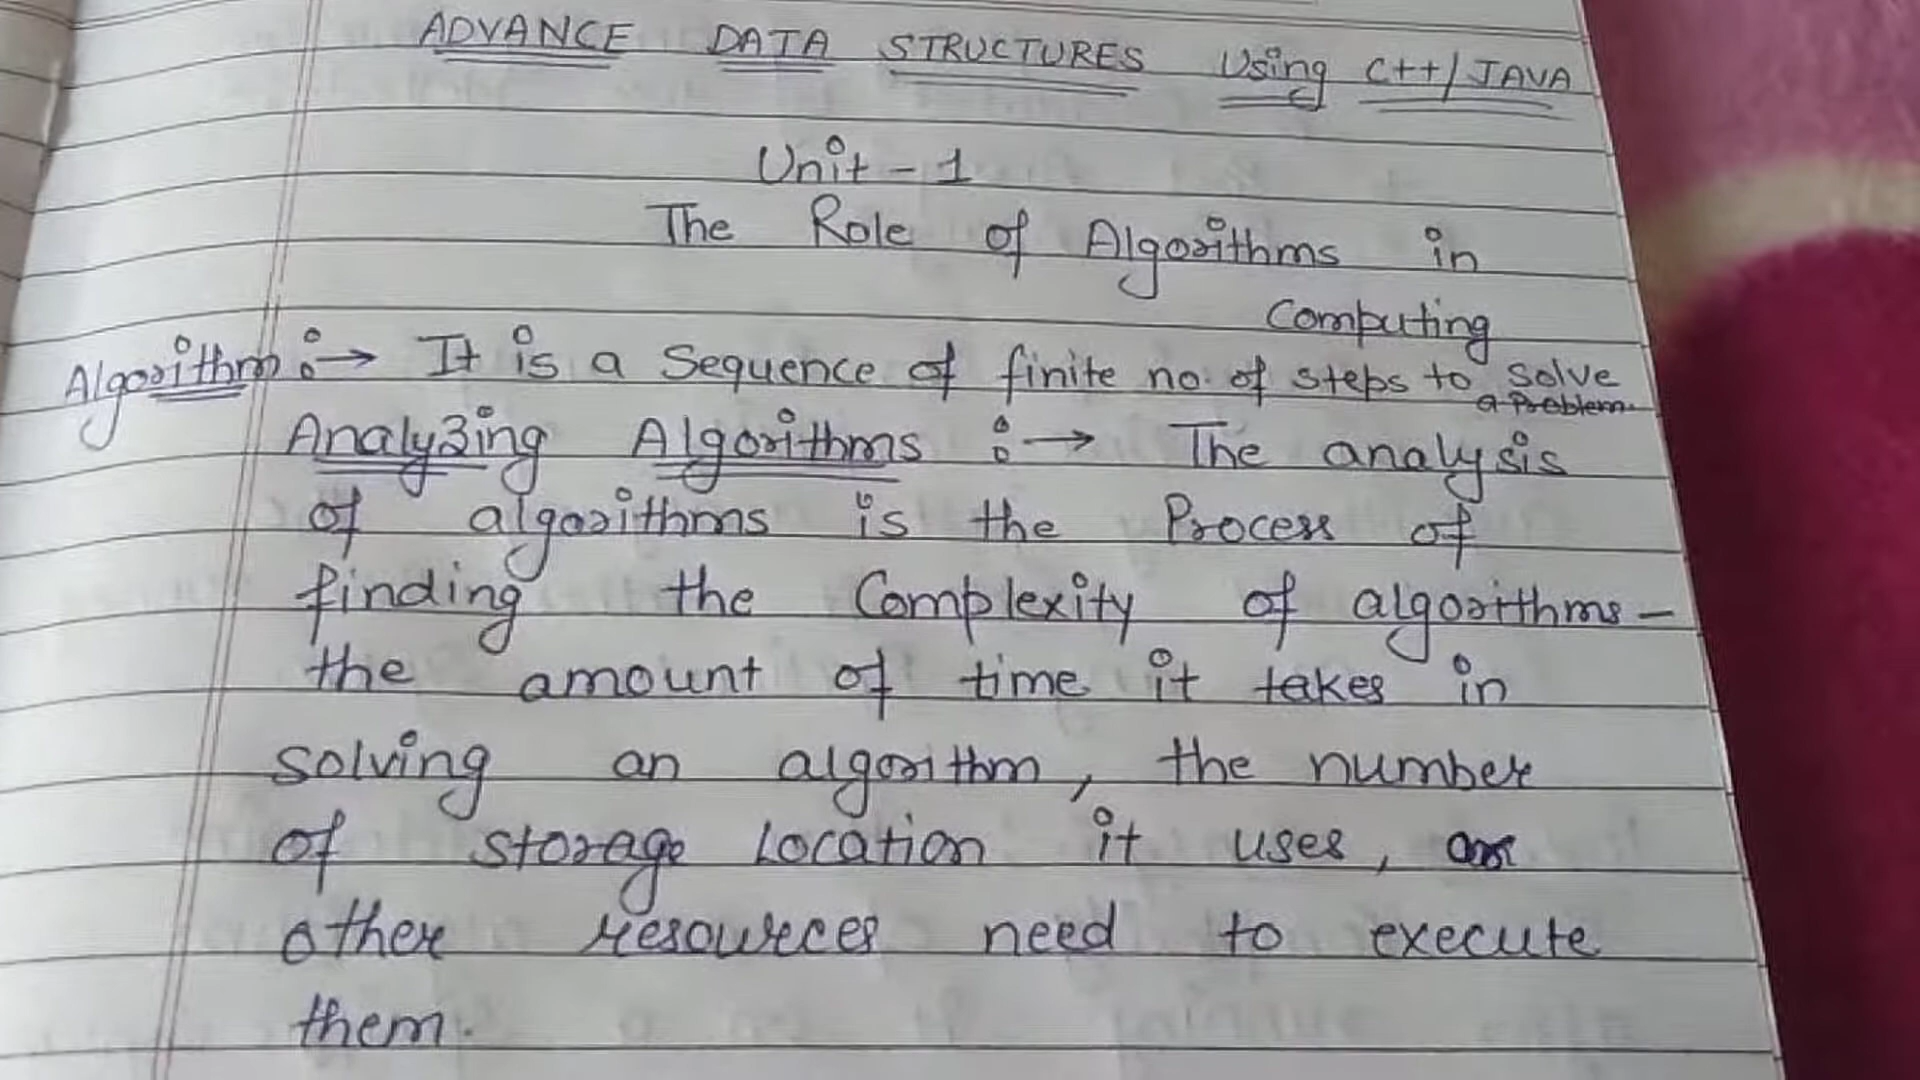 ADVANCE DATA STRUCTURES Using C++/JAVA
Unit - 1
The Role of Algorithms in
Computing
Algorithm :→ It is a Sequence of finite no. of steps to solve
a Problem.
Analyzing Algorithms :→ The analysis
of algorithms is the Process of
finding the Complexity of algorithms -
the amount of time it takes in
solving an algorithm, the number
of storage Location it uses, or
other resources need to execute
them.